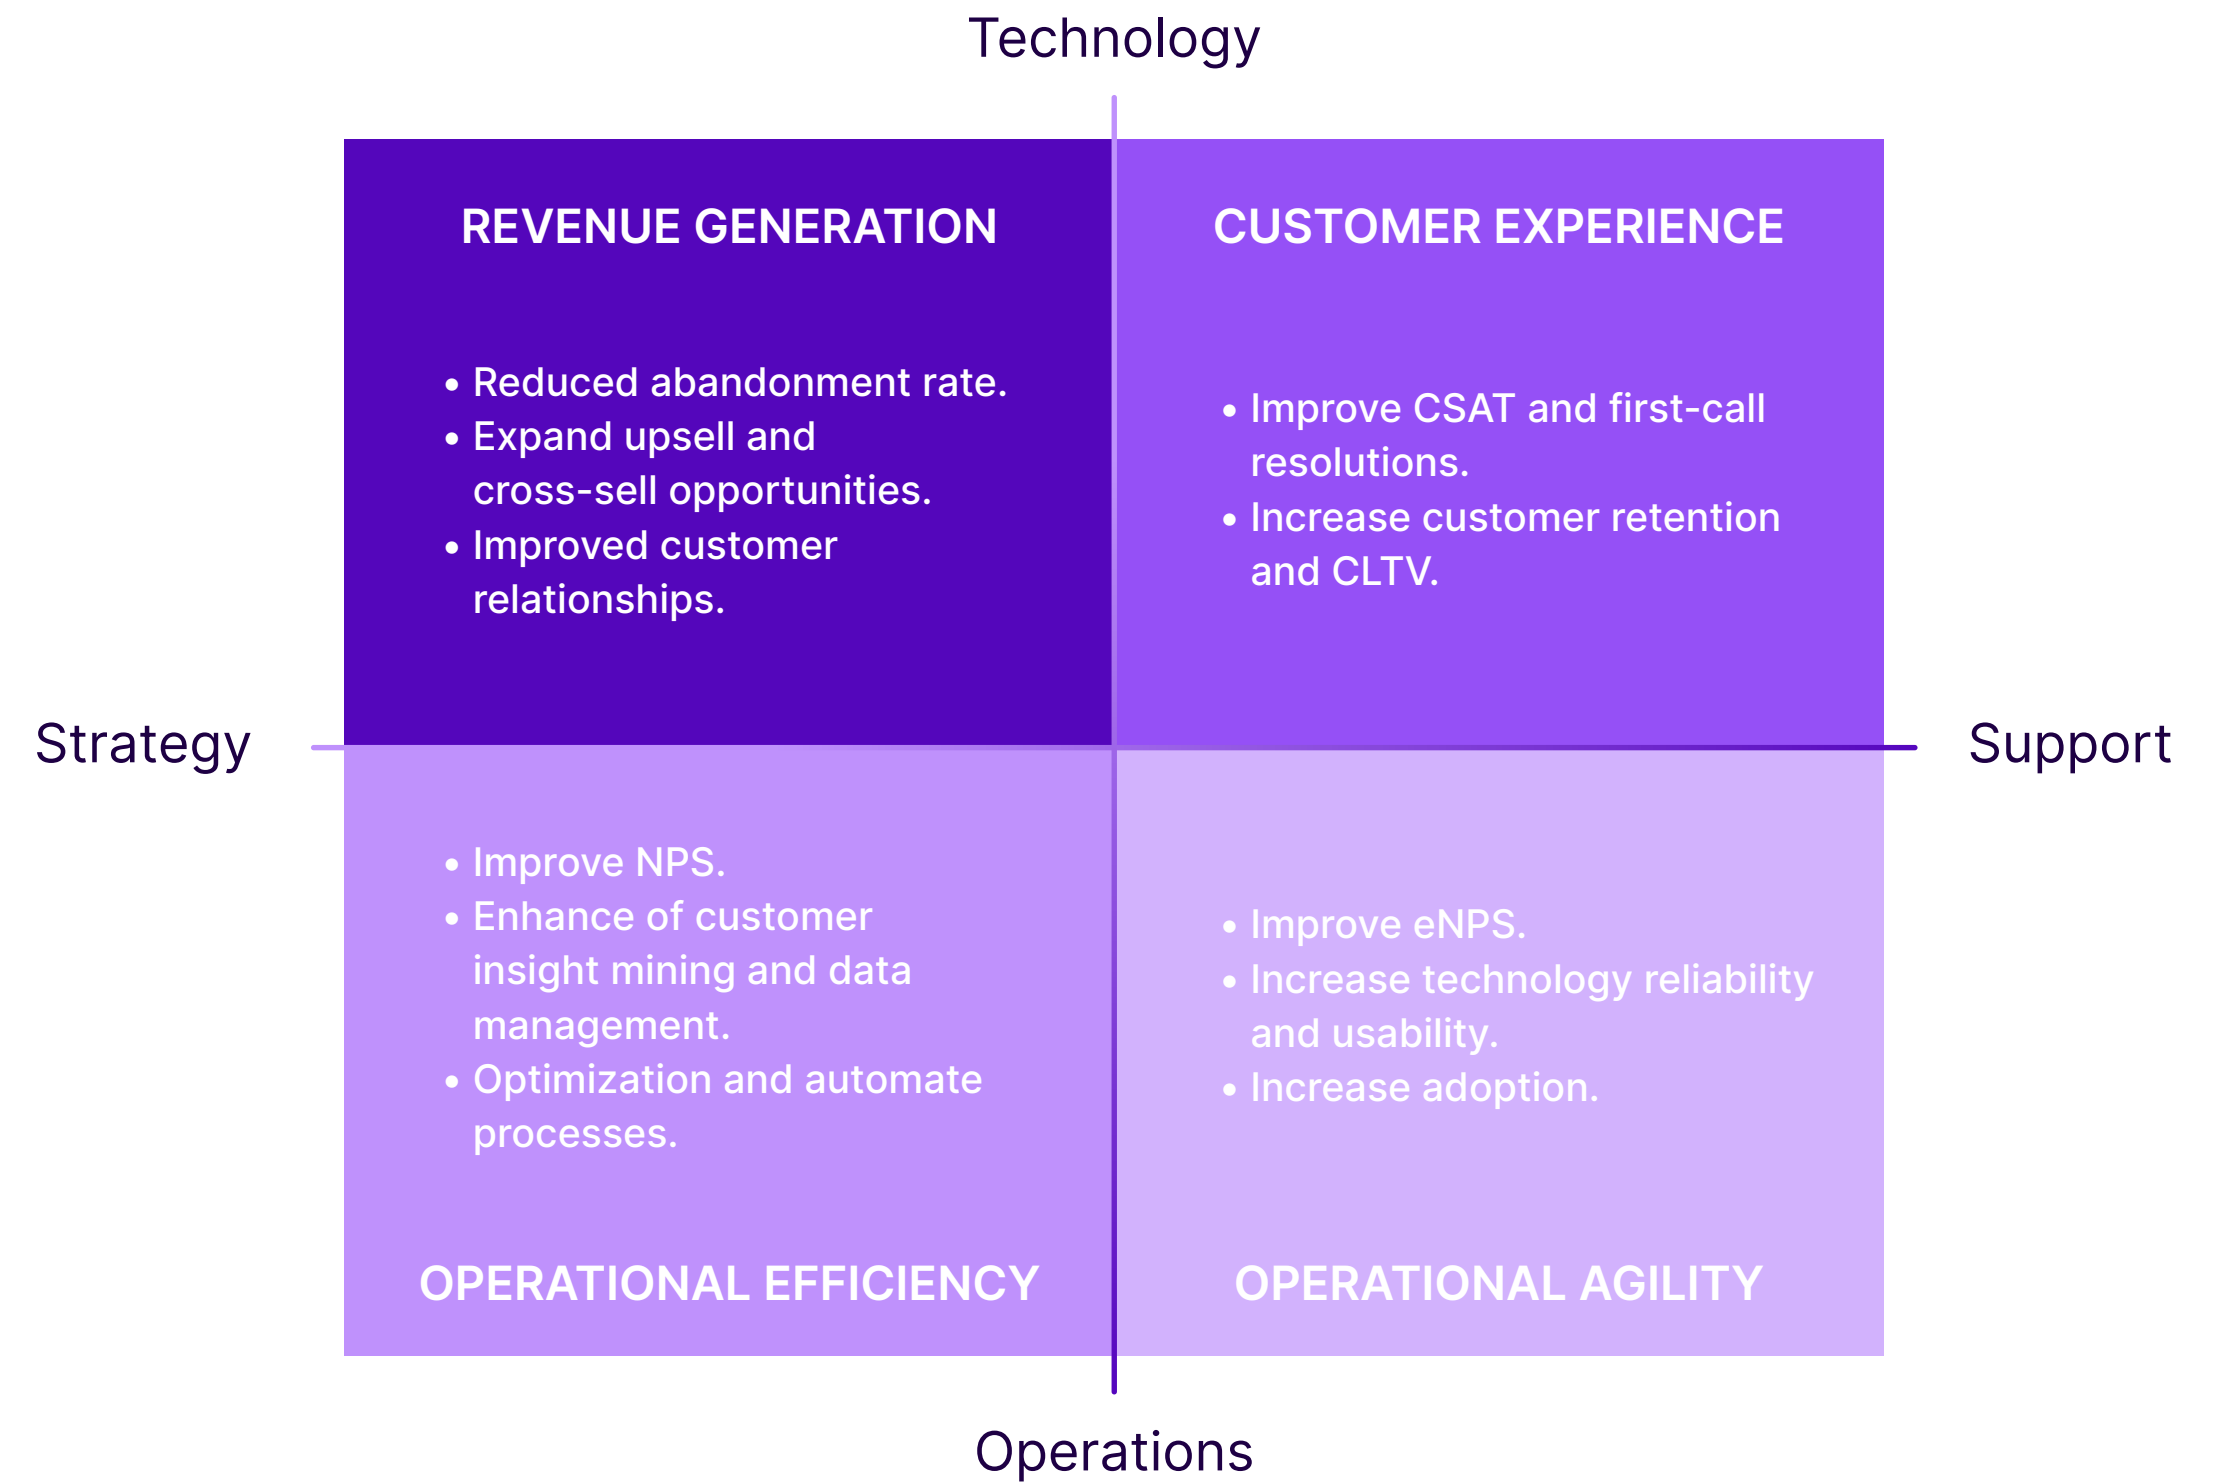 Technology
REVENUE GENERATION
• Reduced abandonment rate.
• Expand upsell and
cross-sell opportunities.
• Improved customer
relationships.
CUSTOMER EXPERIENCE
• Improve CSAT and first-call
resolutions.
• Increase customer retention
and CLTV.
Strategy
Support
• Improve NPS.
• Enhance of customer
insight mining and data
management.
• Optimization and automate
processes.
OPERATIONAL EFFICIENCY
• Improve eNPS.
• Increase technology reliability
and usability.
• Increase adoption.
OPERATIONAL AGILITY
Operations